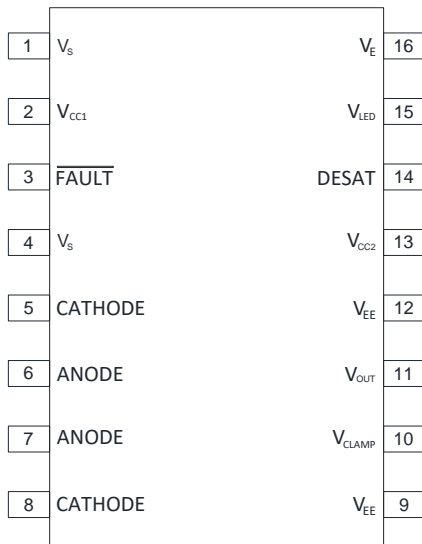 1 V_S V_E 16
2 V_CC1 V_LED 15
3 FAULT DESAT 14
4 V_S V_CC2 13
5 CATHODE V_EE 12
6 ANODE V_OUT 11
7 ANODE V_CLAMP 10
8 CATHODE V_EE 9